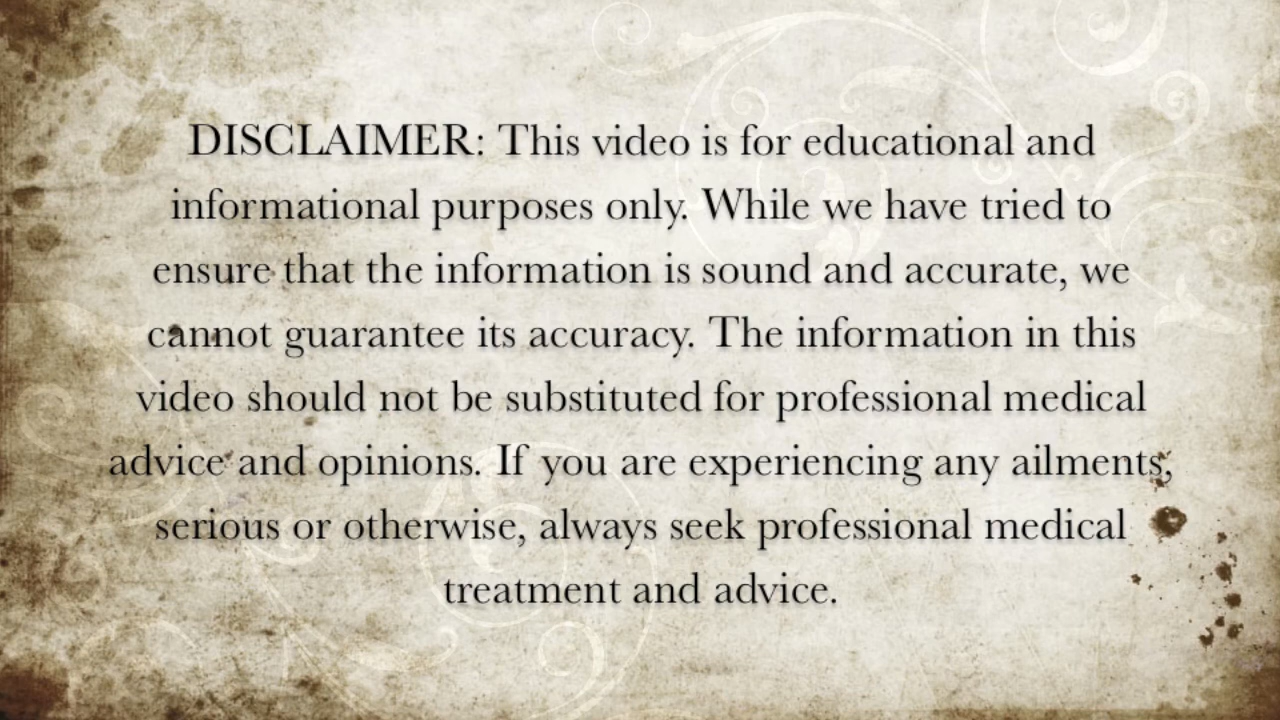 DISCLAIMER: This video is for educational and
informational purposes only. While we have tried to
ensure that the information is sound and accurate, we
cannot guarantee its accuracy. The information in this
video should not be substituted for professional medical
advice and opinions. If you are experiencing any ailments,
serious or otherwise, always seek professional medical
treatment and advice.